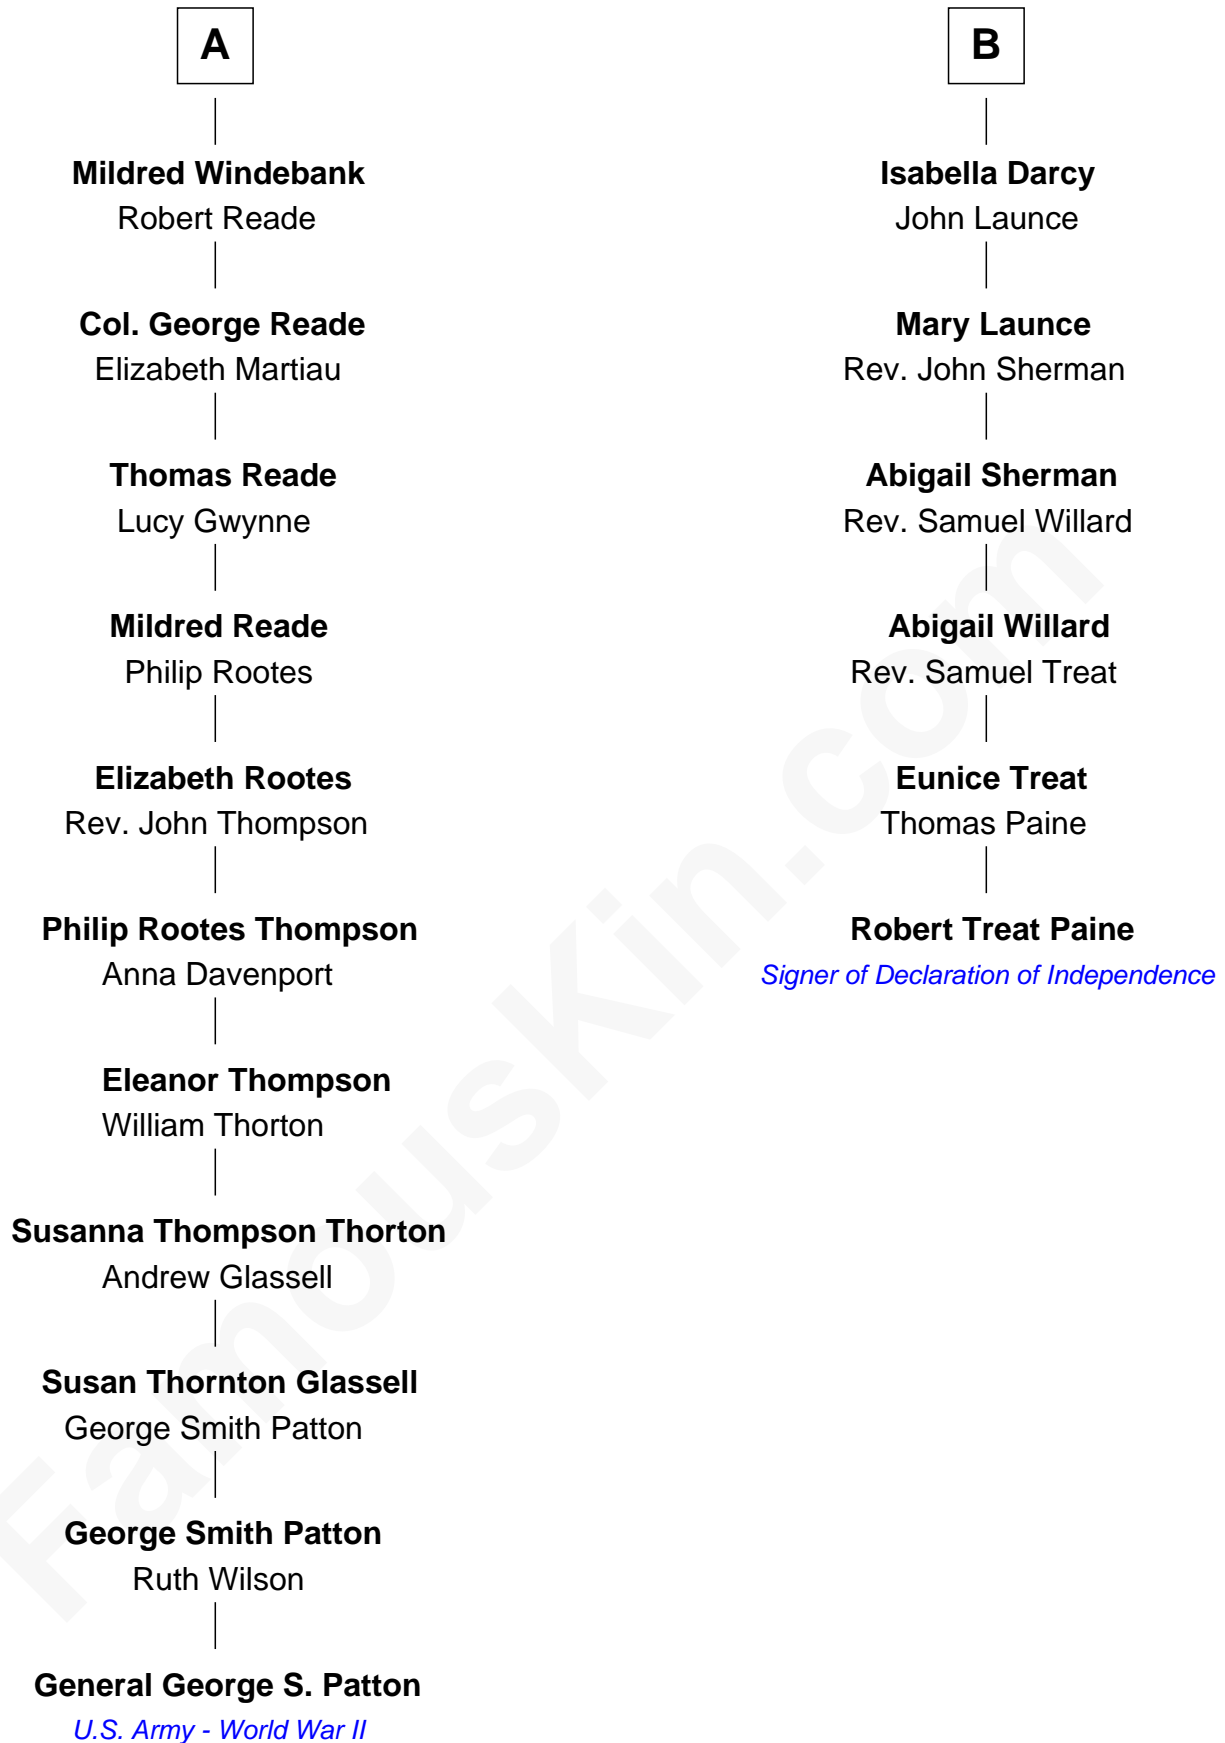 A
Mildred Windebank
Robert Reade
Col. George Reade
Elizabeth Martiau
Thomas Reade
Lucy Gwynne
Mildred Reade
Philip Rootes
Elizabeth Rootes
Rev. John Thompson
Philip Rootes Thompson
Anna Davenport
Eleanor Thompson
William Thorton
Susanna Thompson Thorton
Andrew Glassell
Susan Thornton Glassell
George Smith Patton
George Smith Patton
Ruth Wilson
General George S. Patton
U.S. Army - World War II
B
Isabella Darcy
John Launce
Mary Launce
Rev. John Sherman
Abigail Sherman
Rev. Samuel Willard
Abigail Willard
Rev. Samuel Treat
Eunice Treat
Thomas Paine
Robert Treat Paine
Signer of Declaration of Independence
FamousKin.com